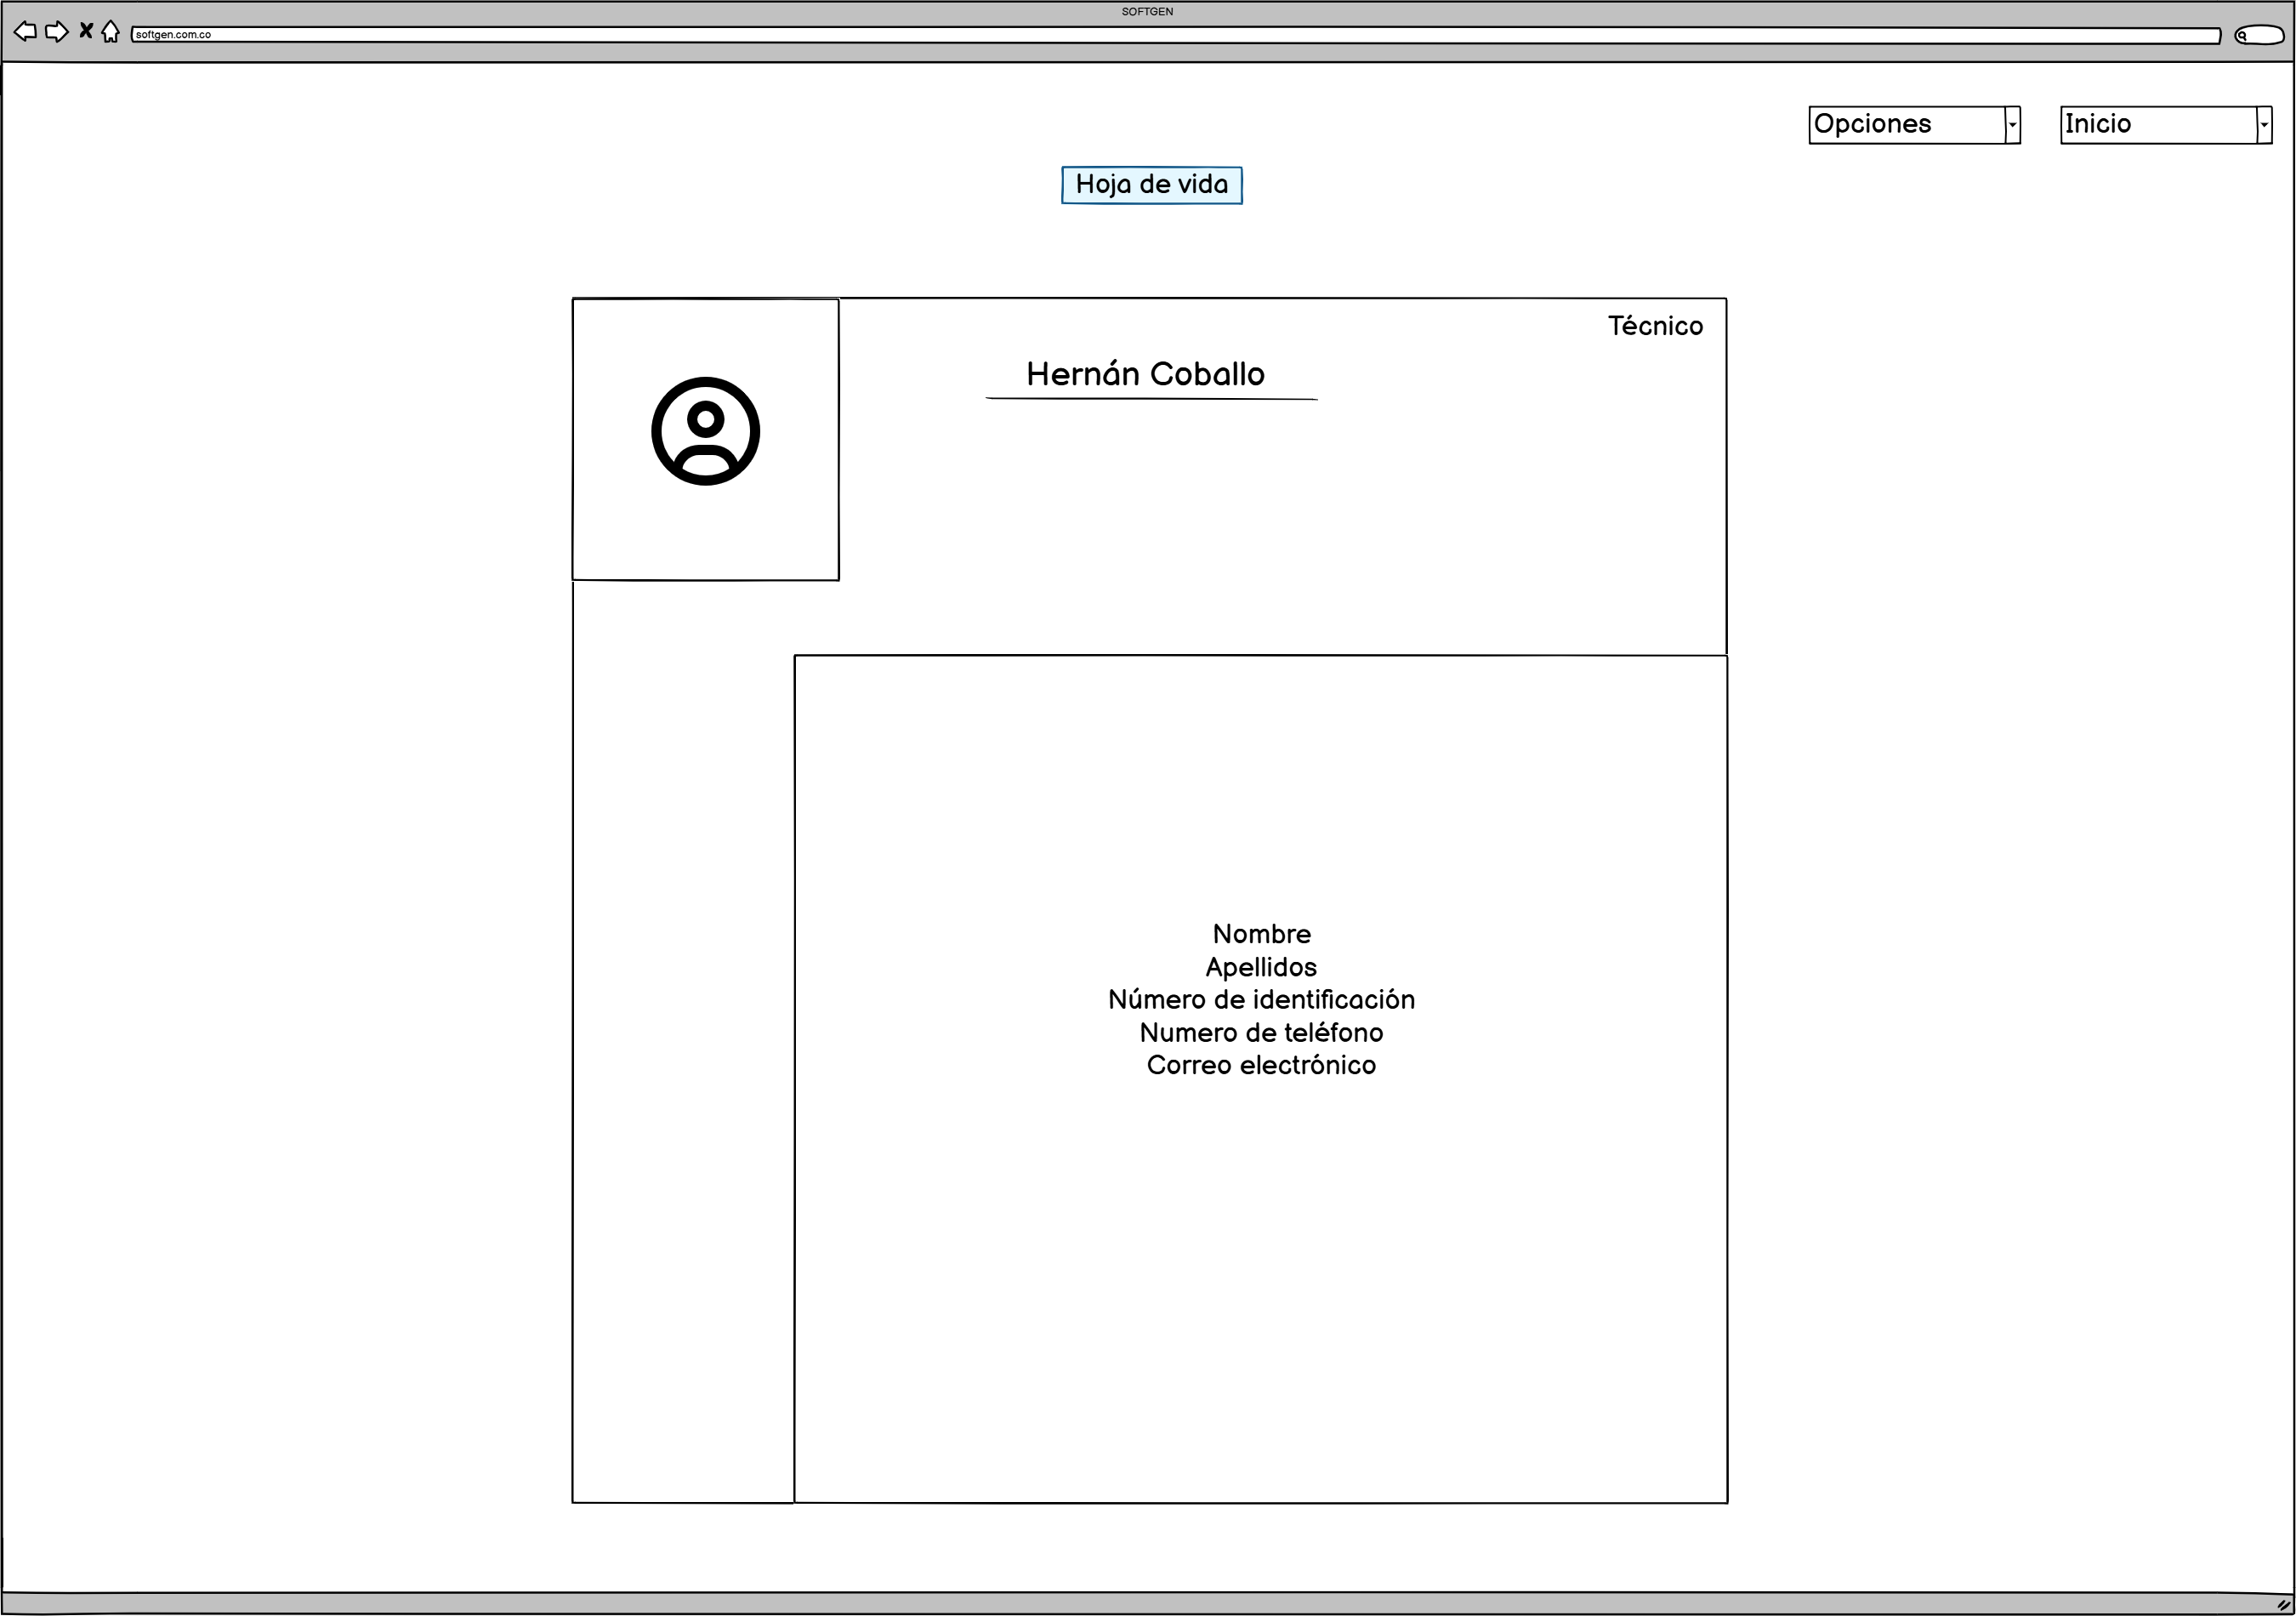 SOFTGEN
softgen.com.co
Opciones
Inicio
Hoja de vida
Técnico
Hernán Coballo
Nombre
Apellidos
Número de identificación
Numero de teléfono
Correo electrónico